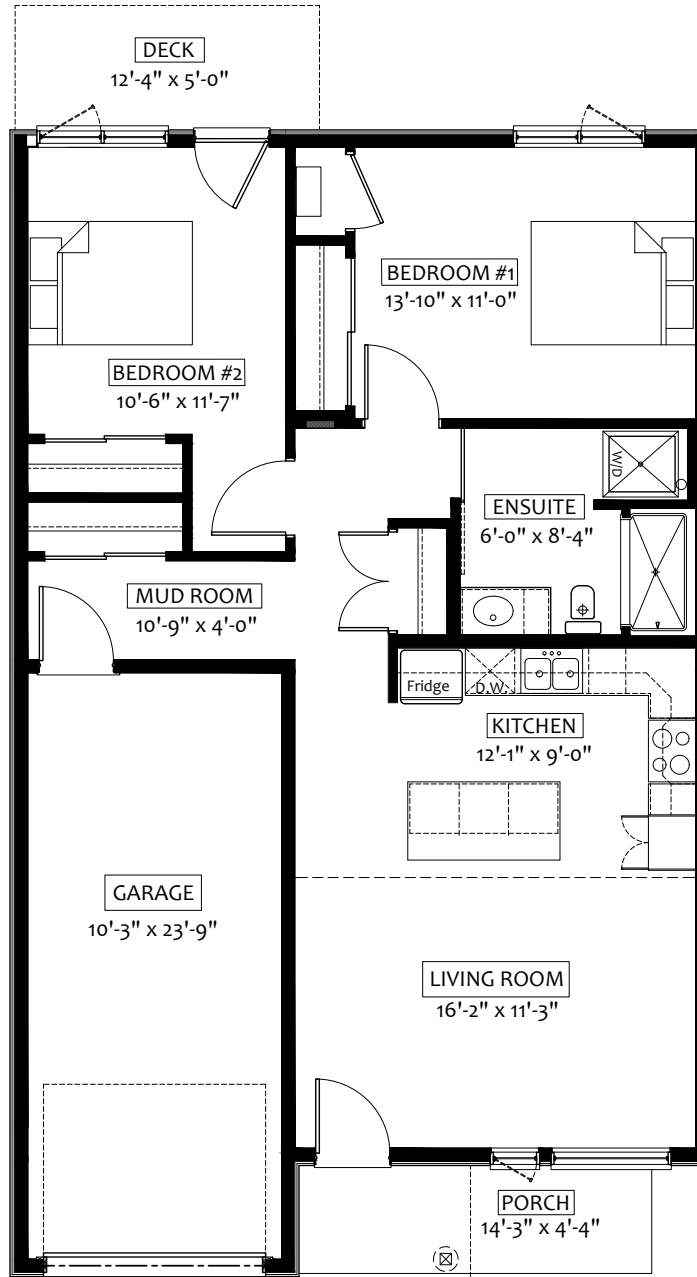 DECK
12'-4" x 5'-0"
BEDROOM #1
13'-10" x 11'-0"
BEDROOM #2
10'-6" x 11'-7"
W/D
ENSUITE
6'-0" x 8'-4"
MUD ROOM
10'-9" x 4'-0"
Fridge
D.W.
KITCHEN
12'-1" x 9'-0"
GARAGE
10'-3" x 23'-9"
LIVING ROOM
16'-2" x 11'-3"
PORCH
14'-3" x 4'-4"